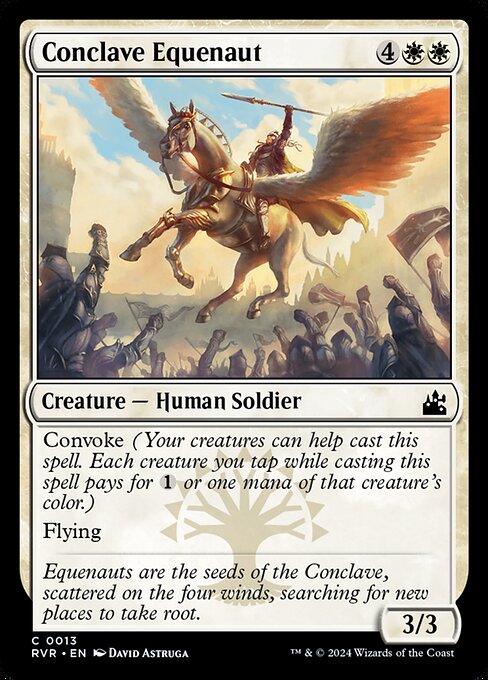 Conclave Equenaut 4
Creature — Human Soldier
Convoke (Your creatures can help cast this
spell. Each creature you tap while casting this
spell pays for 1 or one mana of that creature's
color.)
Flying
Equenauts are the seeds of the Conclave,
scattered on the four winds, searching for new
places to take root.
3/3
C 0013
RVR • EN DAVID ASTRUGA
™ & © 2024 Wizards of the Coast